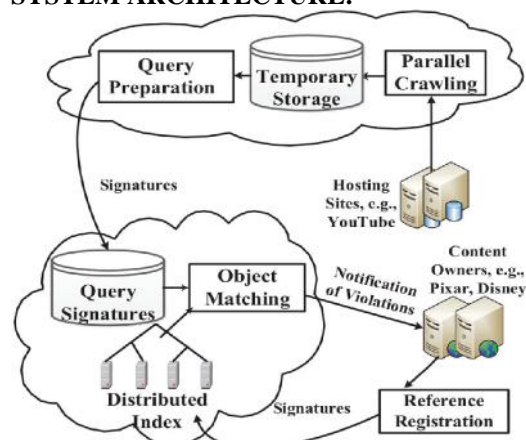 SYSTEM ARCHITECTURE:
Query
Preparation
Temporary
Storage
Parallel
Crawling
Signatures
Hosting
Sites, e.g.,
YouTube
Query
Signatures
Object
Matching
Notification
of Violations
Content
Owners, e.g.,
Pixar, Disney
Distributed
Index
Signatures
Reference
Registration